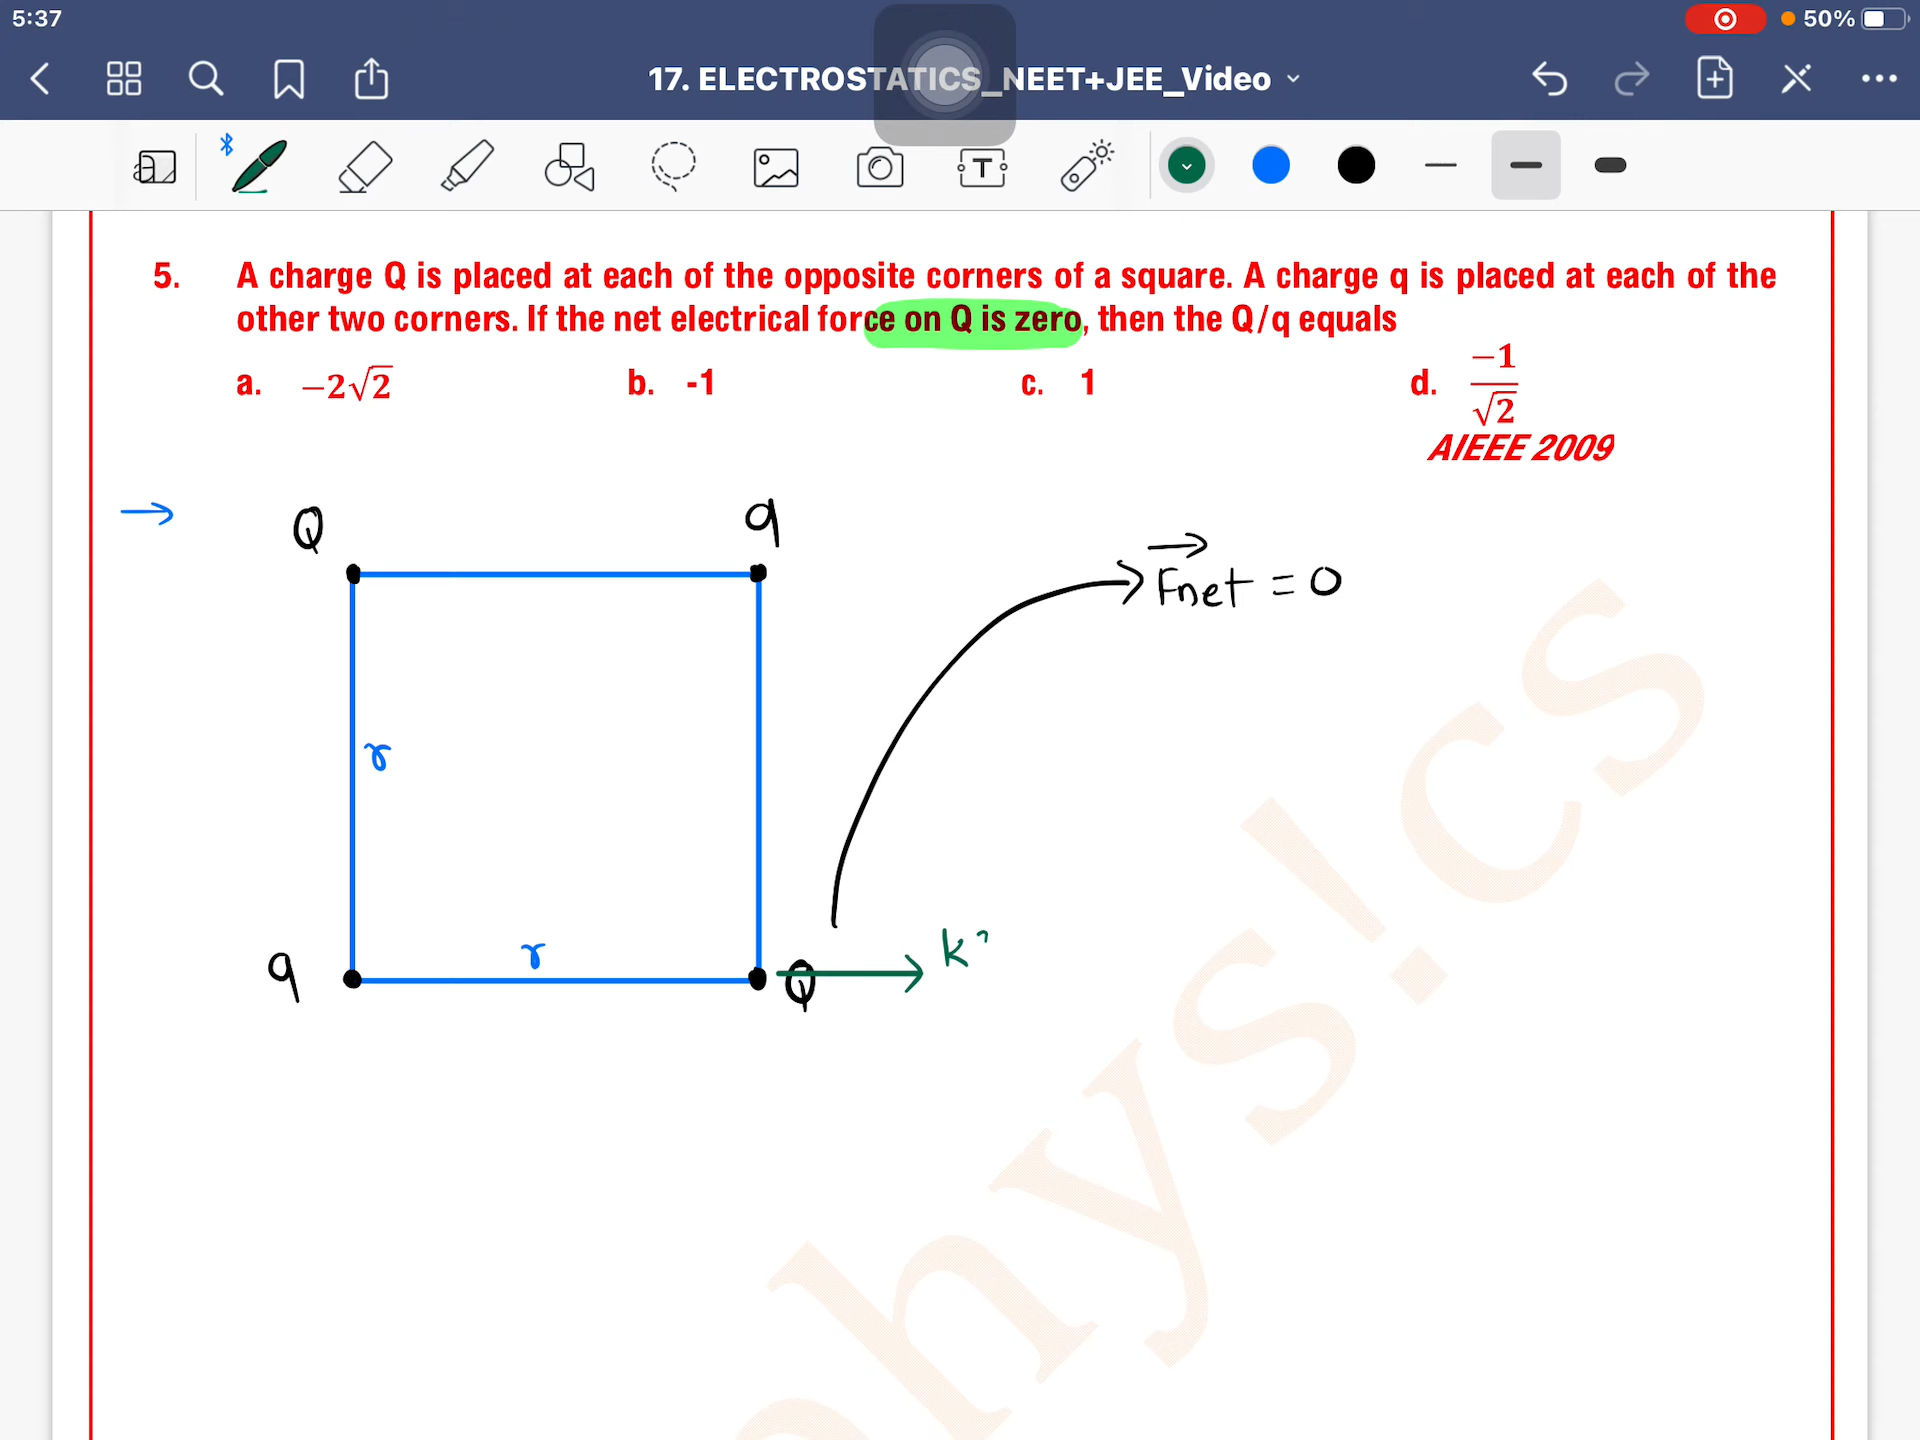 5:37
50%
17. ELECTROSTATICS_NEET+JEE_Video
a
T
5. A charge Q is placed at each of the opposite corners of a square. A charge q is placed at each of the
other two corners. If the net electrical force on Q is zero, then the Q/q equals
a. −2√2 b. -1 c. 1 d. −1/√2
AIEEE 2009
→ Q q
→Fnet = 0
r
r
q Q k
phys!cs